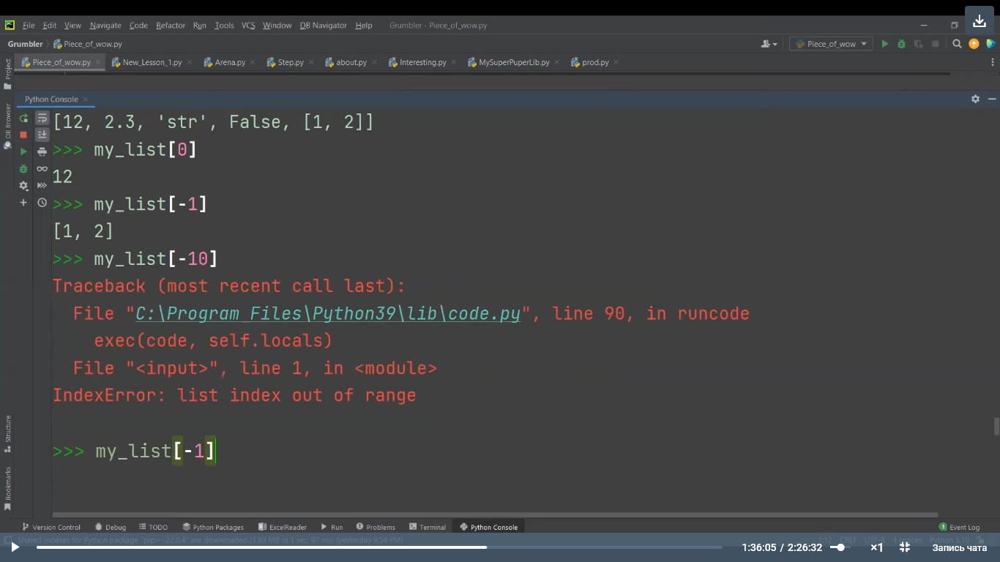 File Edit View Navigate Code Refactor Run Tools VCS Window DB Navigator Help Grumbler - Piece_of_wow.py
Grumbler Piece_of_wow.py Piece_of_wow
Piece_of_wow.py New_Lesson_1.py Arena.py Step.py about.py Interesting.py MySuperPuperLib.py prod.py
Project
DB Browser
Python Console
[12, 2.3, 'str', False, [1, 2]]
>>> my_list[0]
12
>>> my_list[-1]
[1, 2]
>>> my_list[-10]
Traceback (most recent call last):
File "C:\Program Files\Python39\lib\code.py", line 90, in runcode
exec(code, self.locals)
File "<input>", line 1, in <module>
IndexError: list index out of range
>>> my_list[-1]
Structure
Bookmarks
Version Control Debug TODO Python Packages ExcelReader Run Problems Terminal Python Console 1 Event Log
Shared indexes for Python package "pip==22.0.4" are downloaded (1.69 MB in 1 sec, 97 ms) (yesterday 9:54 PM) 1:12 CRLF UTF-8 4 spaces Python 3.10
1:36:05 / 2:26:32 ×1 Запись чата